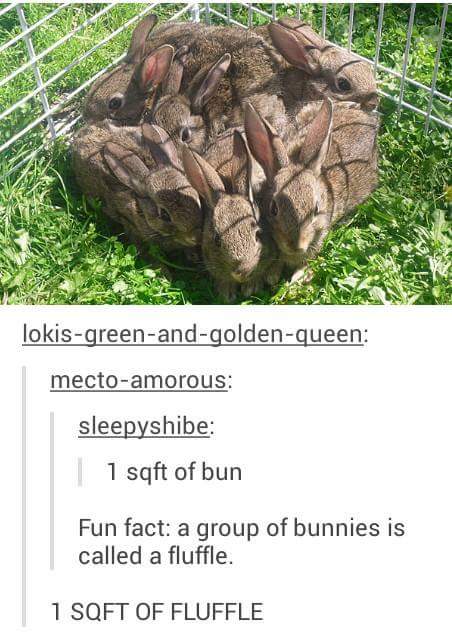 lokis-green-and-golden-queen:
mecto-amorous:
sleepyshibe:
1 sqft of bun
Fun fact: a group of bunnies is
called a fluffle.
1 SQFT OF FLUFFLE